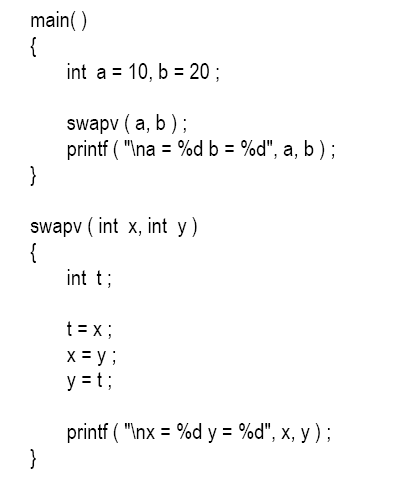 main( )
{
int  a = 10, b = 20 ;
swapv ( a, b ) ;
printf ( "\na = %d b = %d", a, b ) ;
}
swapv ( int  x, int  y )
{
int  t ;
t = x ;
x = y ;
y = t ;
printf ( "\nx = %d y = %d", x, y ) ;
}